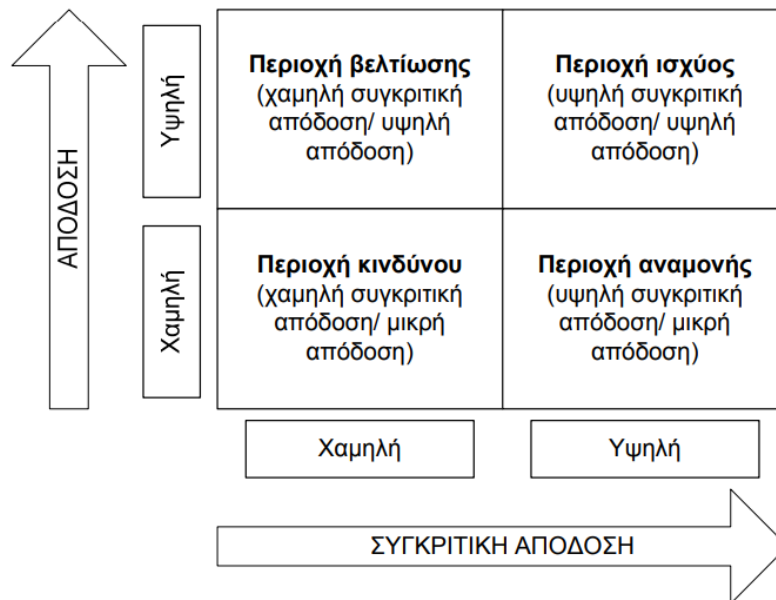 ΑΠΟΔΟΣΗ
Υψηλή
Περιοχή βελτίωσης
(χαμηλή συγκριτική
απόδοση/ υψηλή
απόδοση)
Περιοχή ισχύος
(υψηλή συγκριτική
απόδοση/ υψηλή
απόδοση)
Χαμηλή
Περιοχή κινδύνου
(χαμηλή συγκριτική
απόδοση/ μικρή
απόδοση)
Περιοχή αναμονής
(υψηλή συγκριτική
απόδοση/ μικρή
απόδοση)
Χαμηλή
Υψηλή
ΣΥΓΚΡΙΤΙΚΗ ΑΠΟΔΟΣΗ